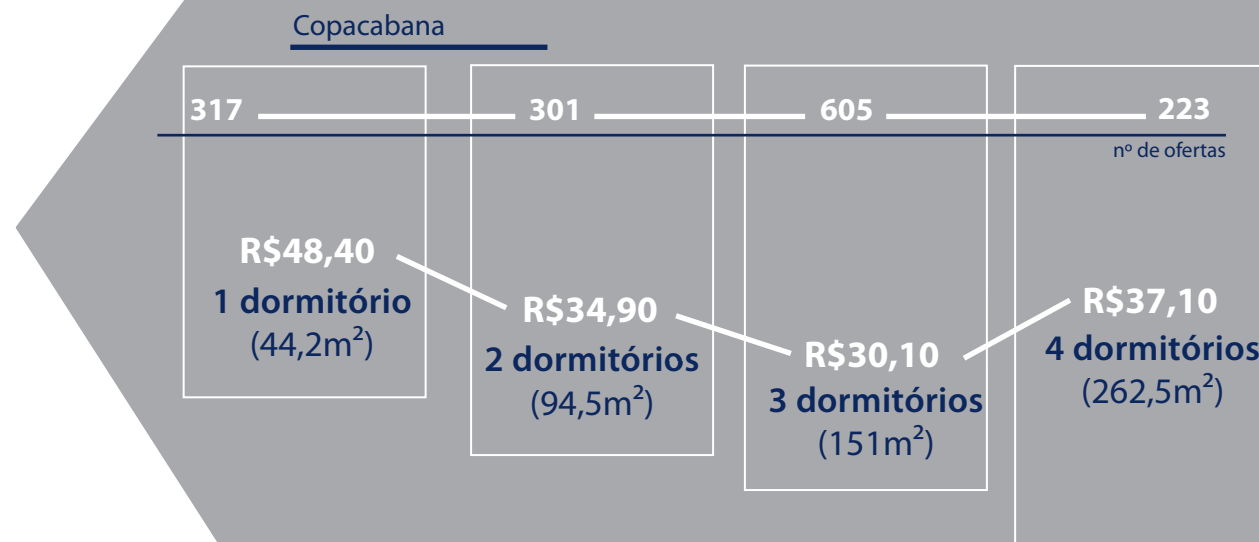 Copacabana
317
301
605
223
nº de ofertas
R$48,40
1 dormitório
(44,2m²)
R$34,90
2 dormitórios
(94,5m²)
R$30,10
3 dormitórios
(151m²)
R$37,10
4 dormitórios
(262,5m²)